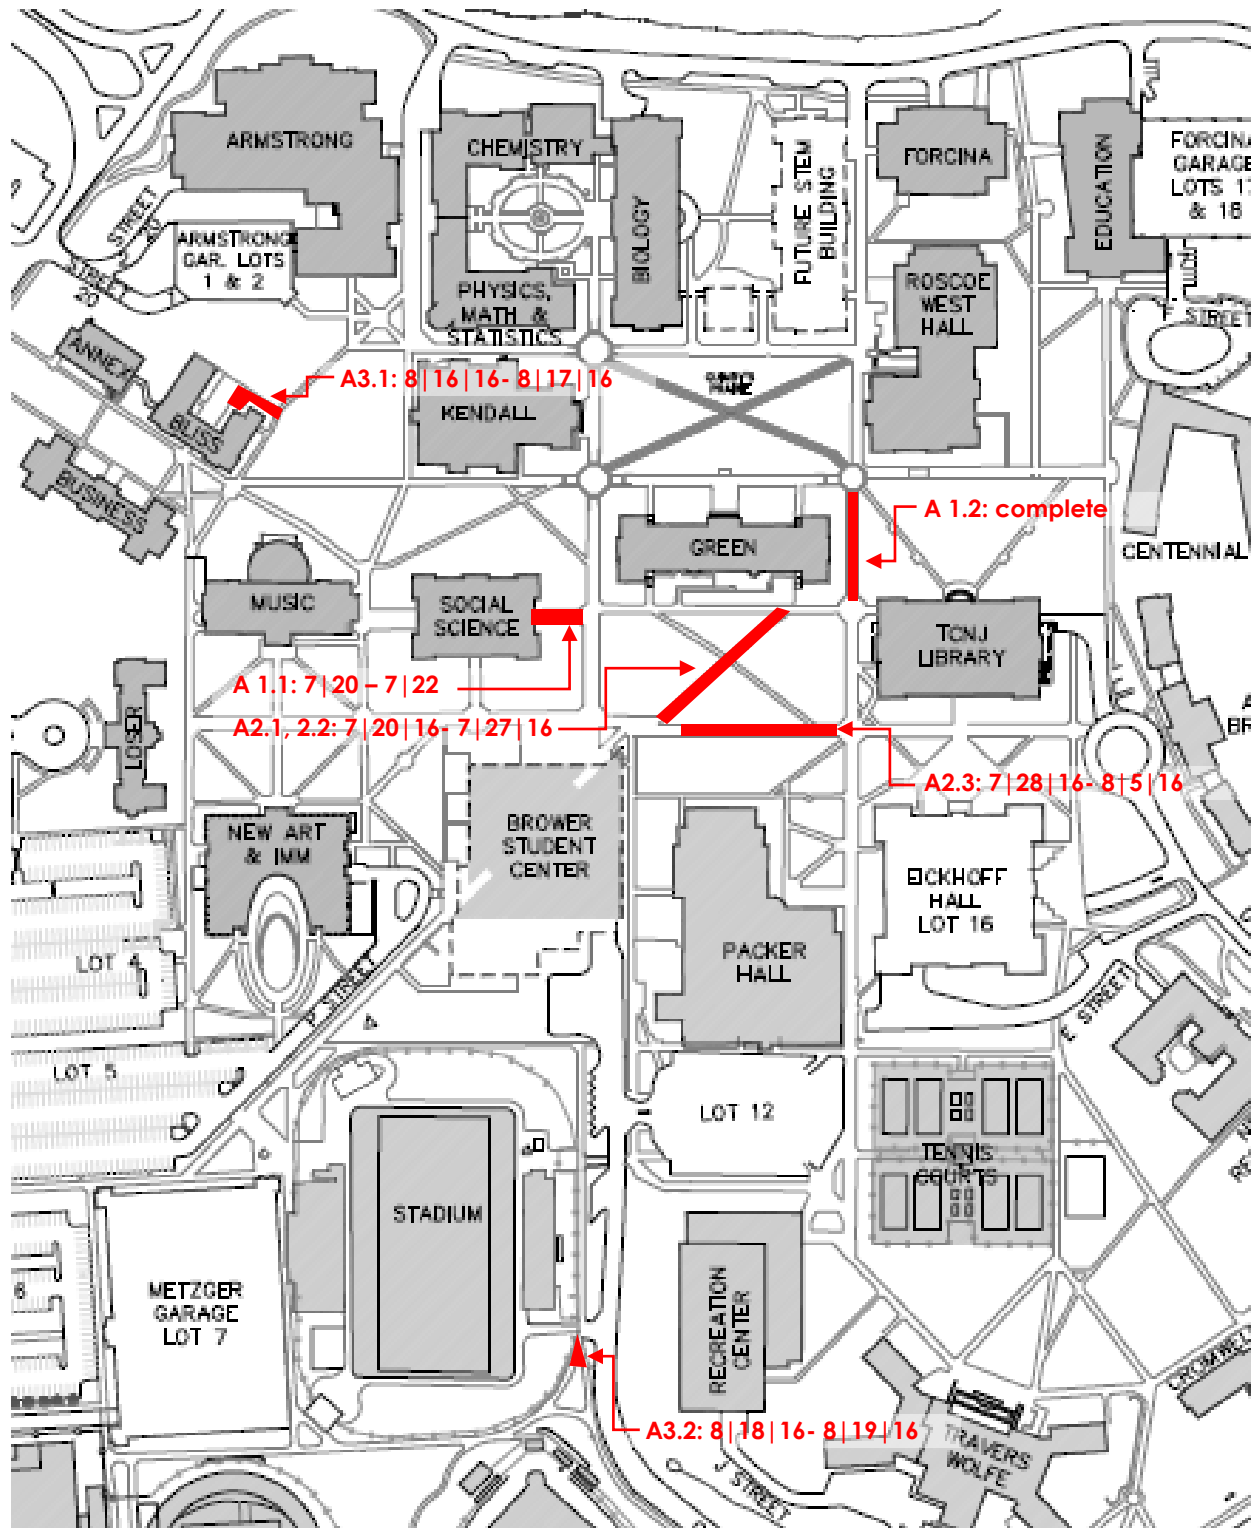 ARMSTRONG
CHEMISTRY
BIOLOGY
FUTURE STEM
BUILDING
FORCINA
EDUCATION
FORCINA
GARAGE
LOTS 17
& 18
STREET
ARMSTRONG
GAR. LOTS
1 & 2
STREET
20
PHYSICS,
MATH &
STATISTICS
ROSCOE
WEST
HALL
F STREET
ANNEX
A3.1: 8|16|16- 8|17|16
KENDALL
BLISS
BUSINESS
A 1.2: complete
GREEN
CENTENNIAL
MUSIC
SOCIAL
SCIENCE
TCNJ
LIBRARY
A 1.1: 7|20 – 7|22
LOSER
A2.1, 2.2: 7|20|16- 7|27|16
BR
A2.3: 7|28|16- 8|5|16
NEW ART
& IMM
BROWER
STUDENT
CENTER
EICKHOFF
HALL
LOT 16
LOT 4
PACKER
HALL
P STREET
E STREET
LOT 5
LOT 12
TENNIS
COURTS
STADIUM
METZGER
GARAGE
LOT 7
8
RECREATION
CENTER
CROMWEL
A3.2: 8|18|16- 8|19|16
TRAVERS
WOLFE
J STREET